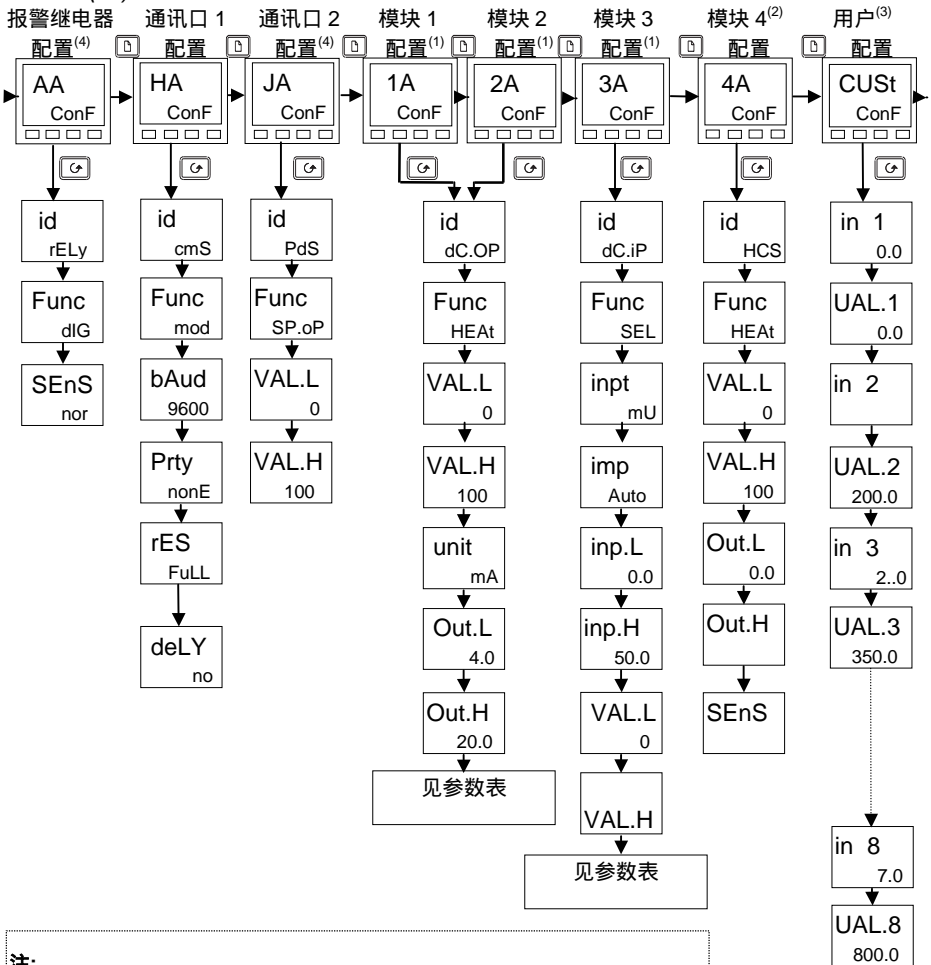 报警继电器
配置(4)
AA
ConF
id
rELy
Func
dIG
SEnS
nor
通讯口 1
配置
HA
ConF
id
cmS
Func
mod
bAud
9600
Prty
nonE
rES
FuLL
deLY
no
通讯口 2
配置(4)
JA
ConF
id
PdS
Func
SP.oP
VAL.L
0
VAL.H
100
模块 1
配置(1)
1A
ConF
模块 2
配置(1)
2A
ConF
id
dC.OP
Func
HEAt
VAL.L
0
VAL.H
100
unit
mA
Out.L
4.0
Out.H
20.0
见参数表
模块 3
配置(1)
3A
ConF
id
dC.iP
Func
SEL
inpt
mU
imp
Auto
inp.L
0.0
inp.H
50.0
VAL.L
0
VAL.H
见参数表
模块 4(2)
配置
4A
ConF
id
HCS
Func
HEAt
VAL.L
0
VAL.H
100
Out.L
0.0
Out.H
SEnS
用户(3)
配置
CUSt
ConF
in 1
0.0
UAL.1
0.0
in 2
UAL.2
200.0
in 3
2..0
UAL.3
350.0
in 8
7.0
UAL.8
800.0
注: